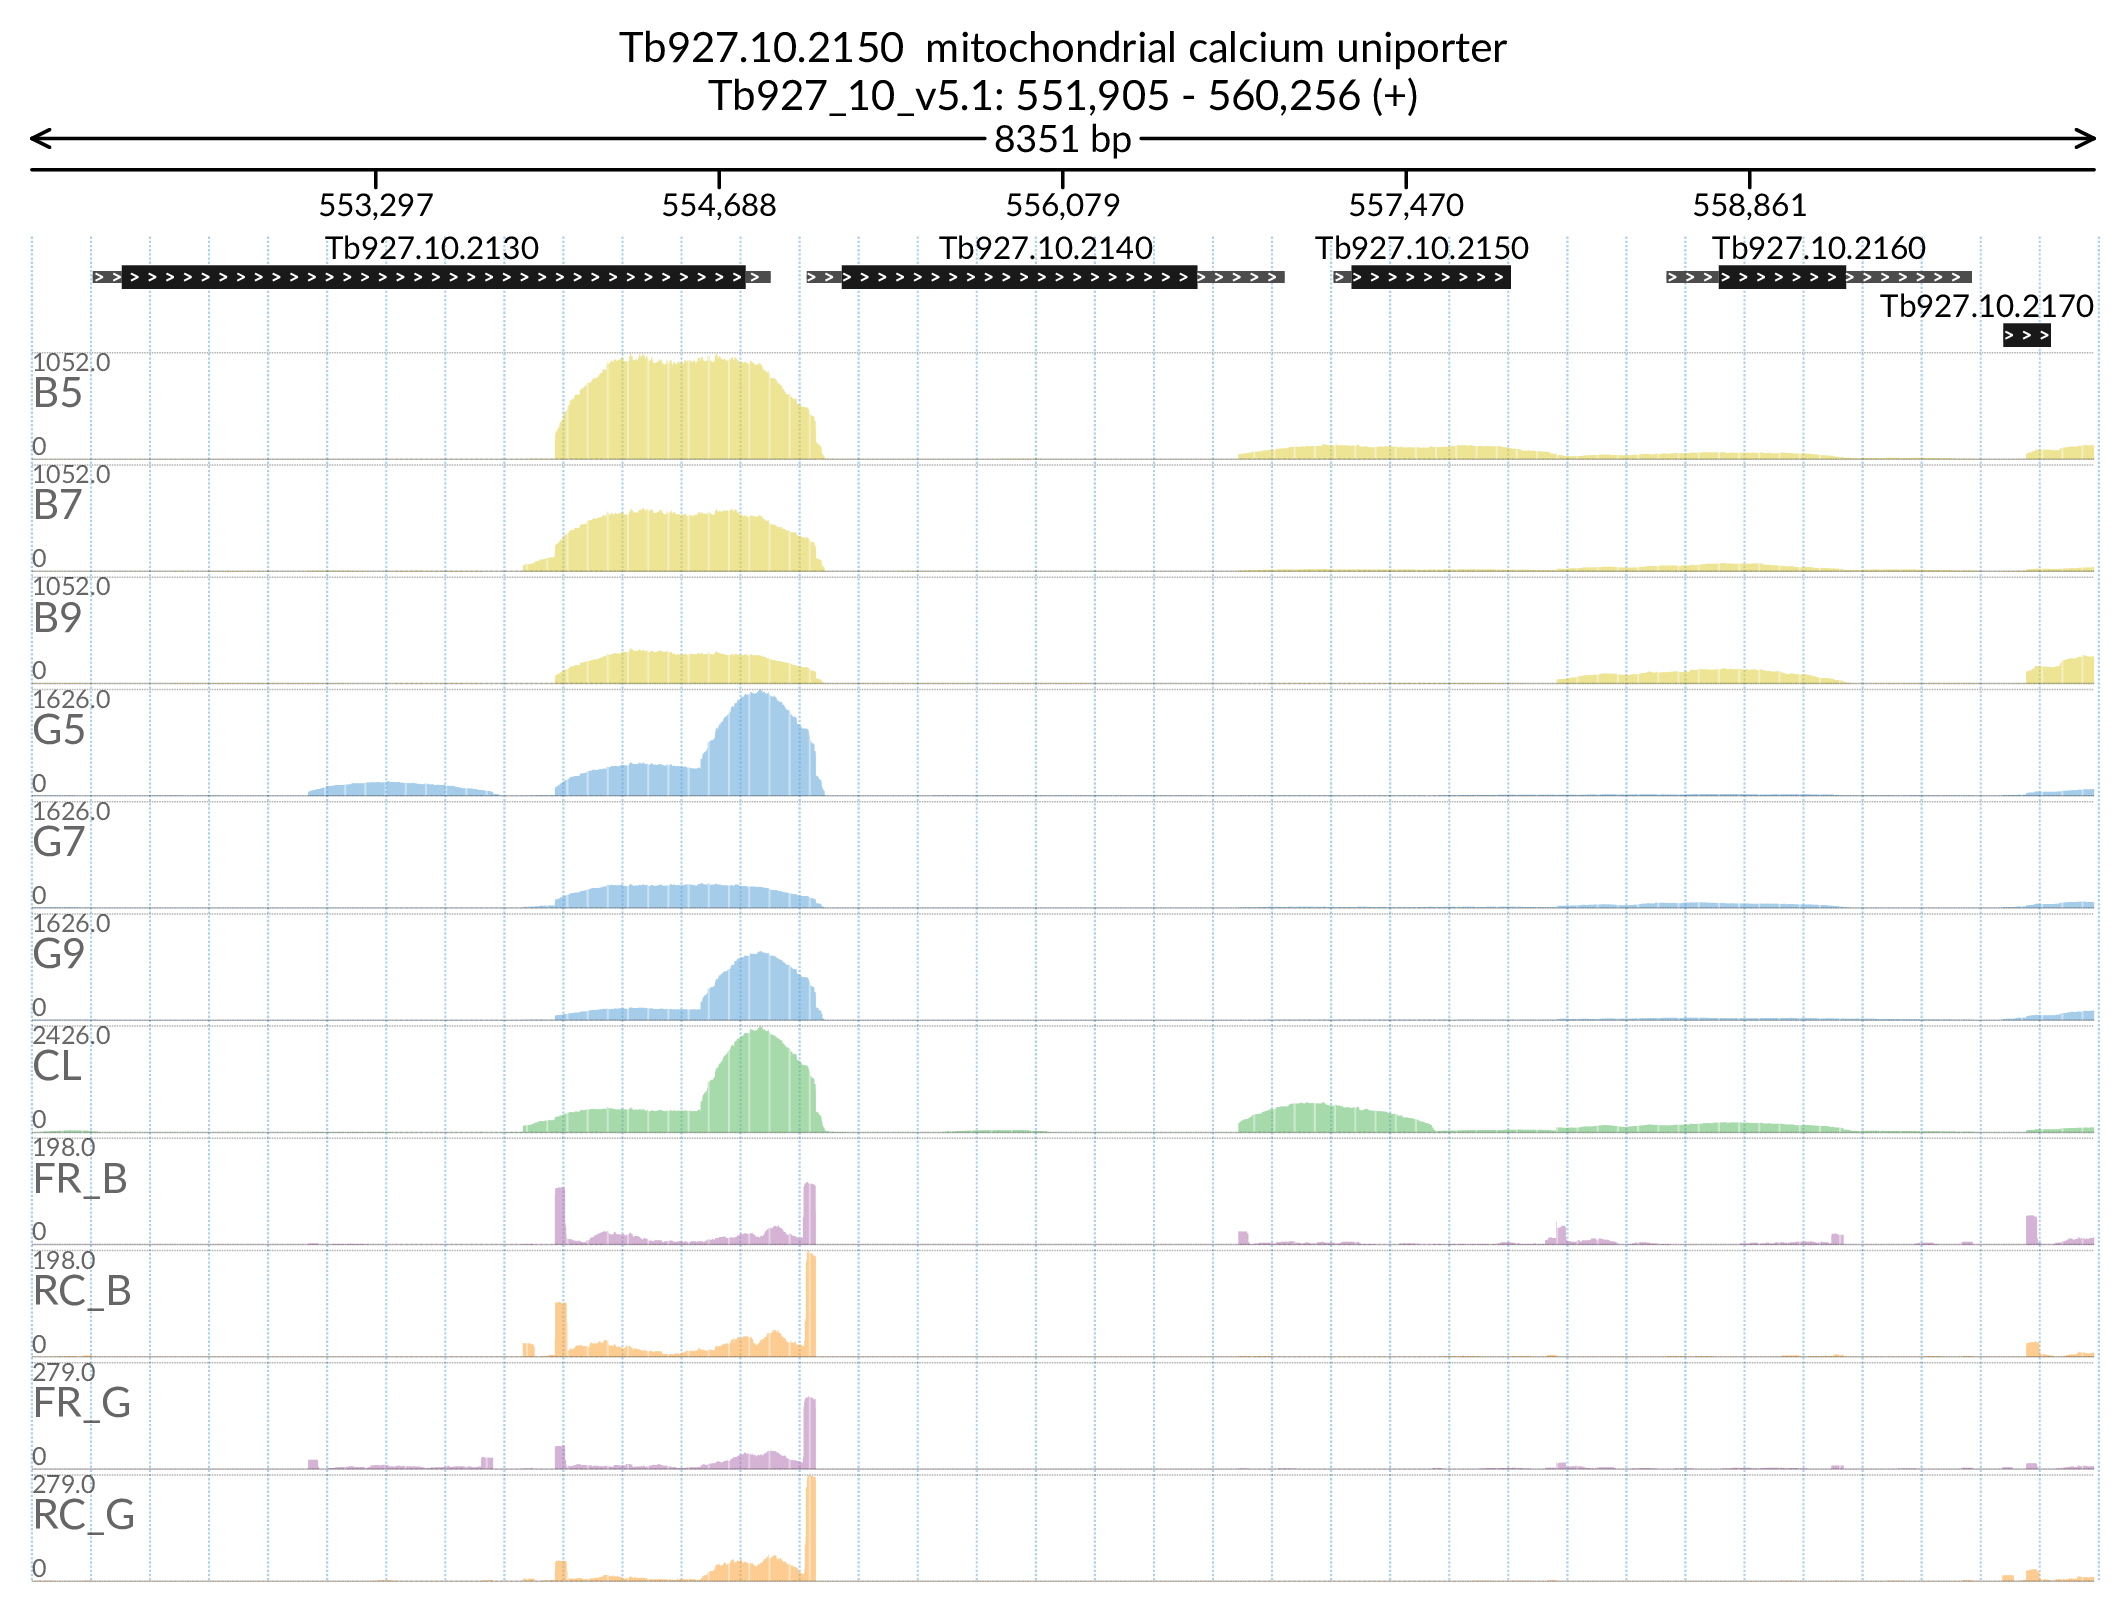 Tb927.10.2150  mitochondrial calcium uniporter
Tb927_10_v5.1: 551,905 - 560,256 (+)
8351 bp
553,297 554,688 556,079 557,470 558,861
Tb927.10.2130 Tb927.10.2140 Tb927.10.2150 Tb927.10.2160
Tb927.10.2170
1052.0
B5
0
1052.0
B7
0
1052.0
B9
0
1626.0
G5
0
1626.0
G7
0
1626.0
G9
0
2426.0
CL
0
198.0
FR_B
0
198.0
RC_B
0
279.0
FR_G
0
279.0
RC_G
0